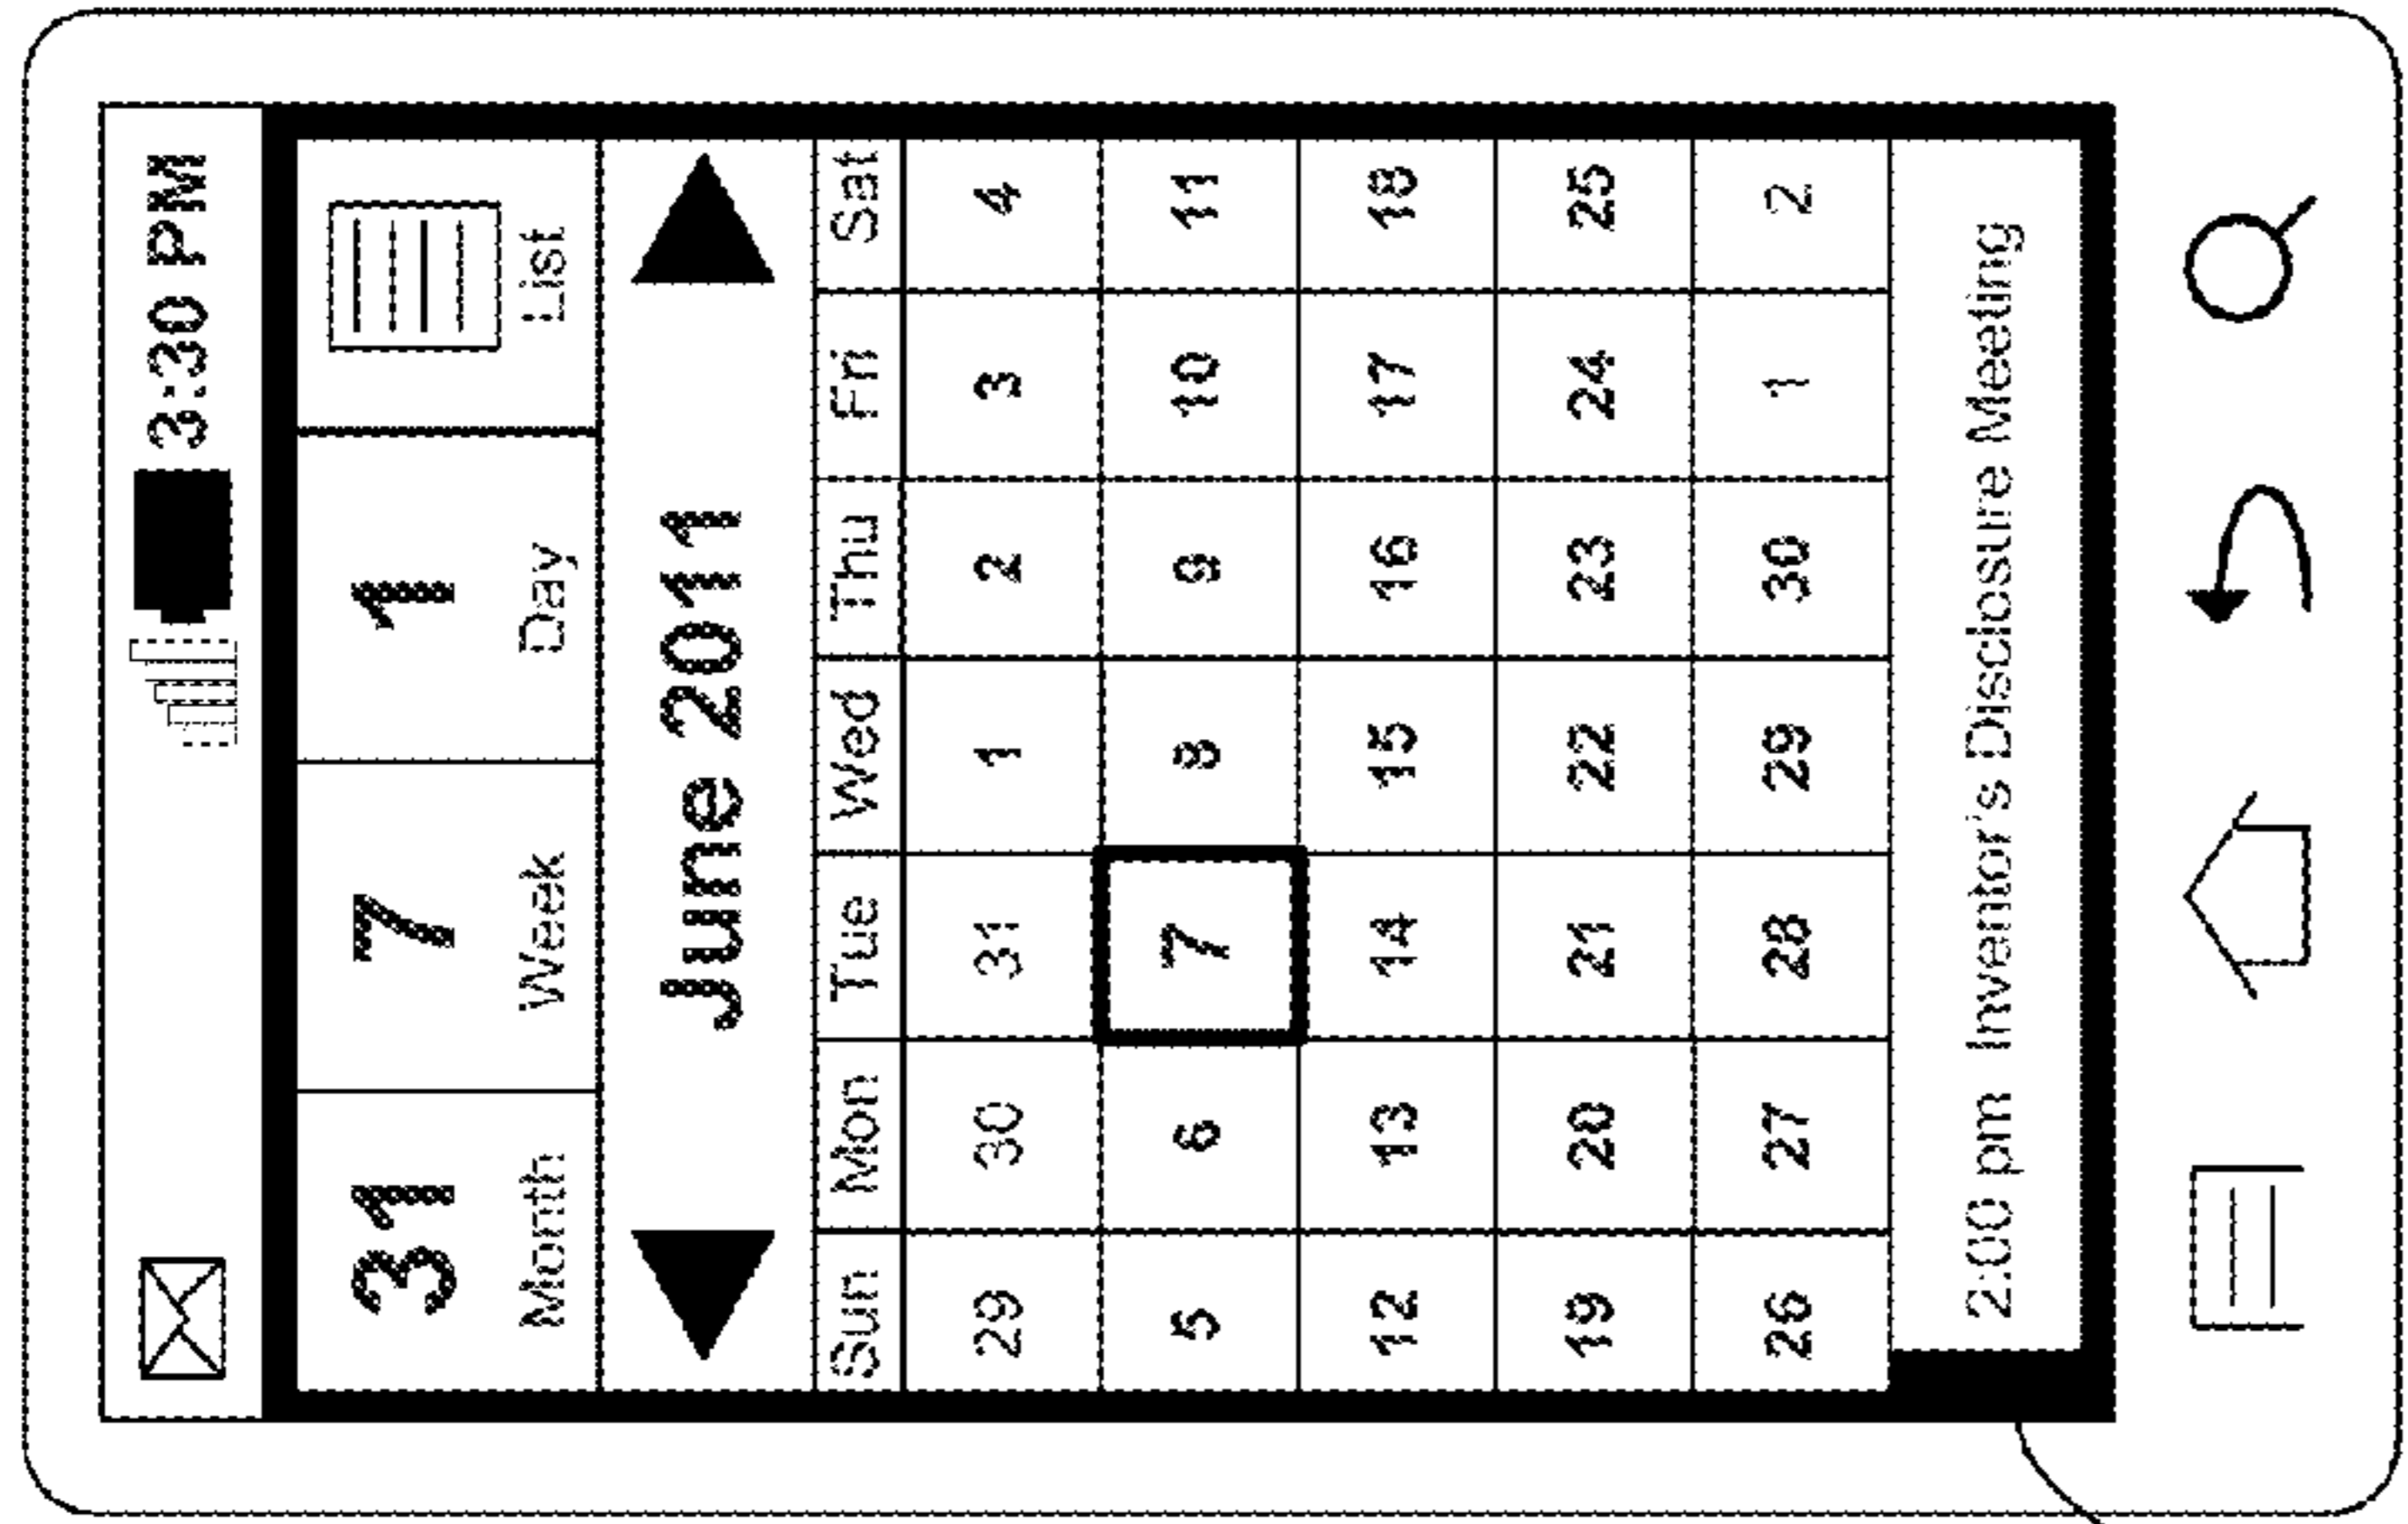 3:30 PM
31 7 1
Month Week Day List
June 2011
Sun Mon Tue Wed Thu Fri Sat
29 30 31 1 2 3 4
5 6 7 8 9 10 11
12 13 14 15 16 17 18
19 20 21 22 23 24 25
26 27 28 29 30 1 2
2:00 pm Inventor's Disclosure Meeting